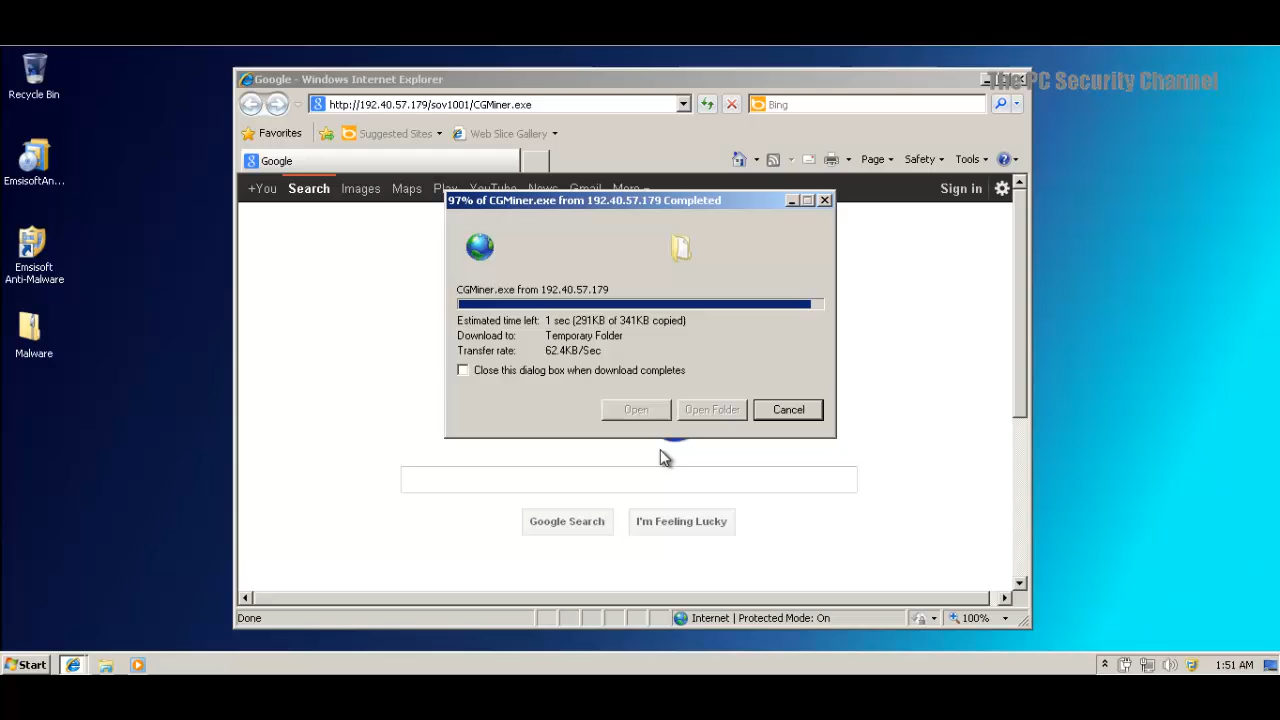 Recycle Bin
EmsisoftAn...
Emsisoft
Anti-Malware
Malware
The PC Security Channel
Google - Windows Internet Explorer
http://192.40.57.179/sov1001/CGMiner.exe
Bing
Favorites
Suggested Sites
Web Slice Gallery
Google
Page
Safety
Tools
+You Search Images Maps Play YouTube News Gmail More
Sign in
97% of CGMiner.exe from 192.40.57.179 Completed
CGMiner.exe from 192.40.57.179
Estimated time left: 1 sec (291KB of 341KB copied)
Download to: Temporary Folder
Transfer rate: 62.4KB/Sec
Close this dialog box when download completes
Open
Open Folder
Cancel
Google Search
I'm Feeling Lucky
Done
Internet | Protected Mode: On
100%
Start
1:51 AM